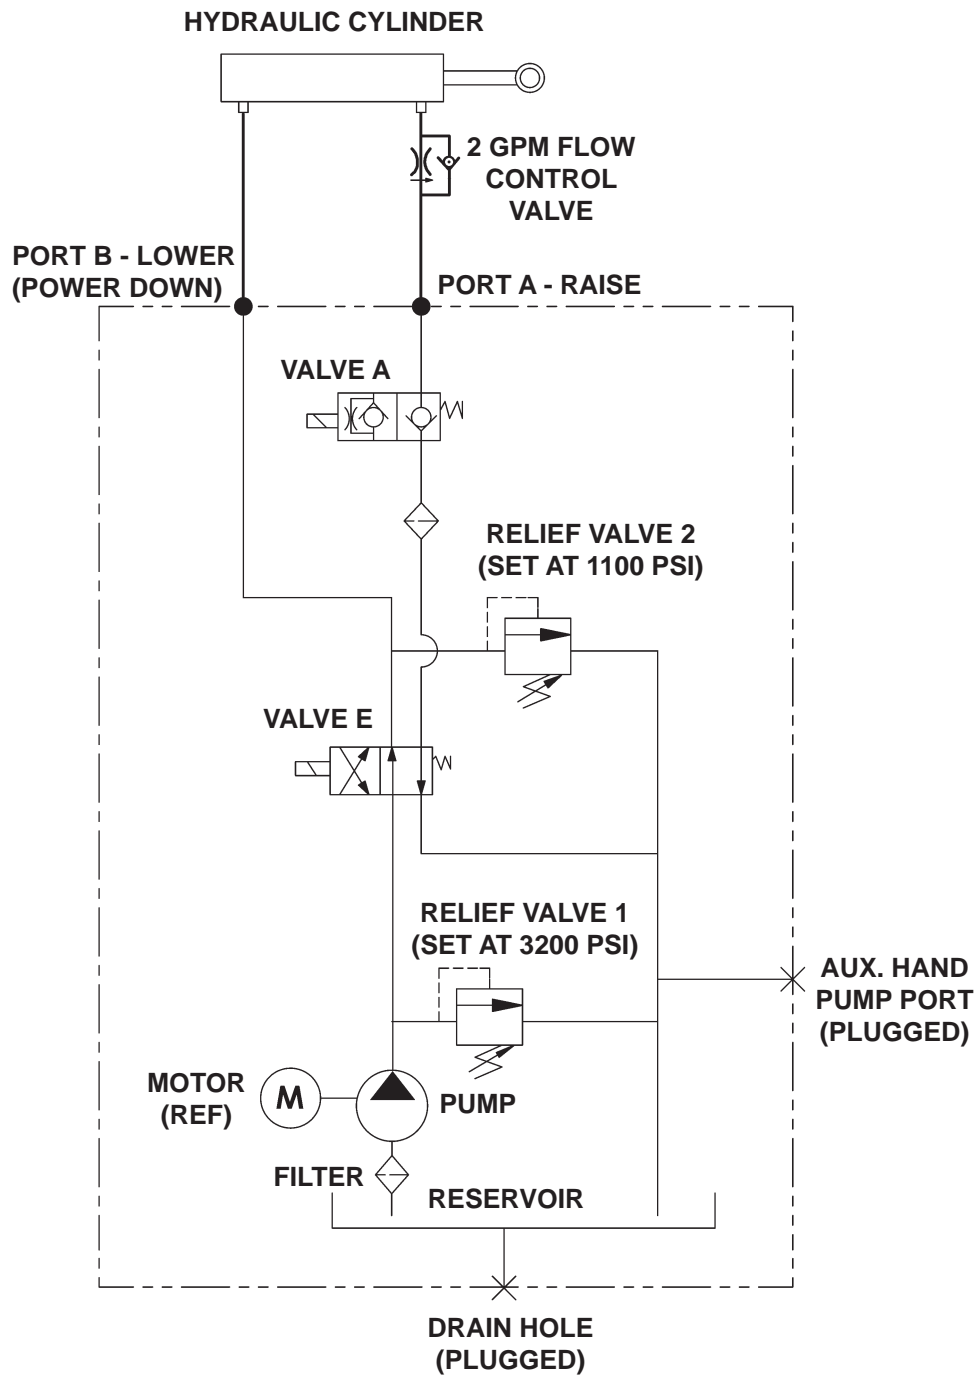 HYDRAULIC CYLINDER
2 GPM FLOW
CONTROL
VALVE
PORT B - LOWER
(POWER DOWN)
PORT A - RAISE
VALVE A
RELIEF VALVE 2
(SET AT 1100 PSI)
VALVE E
RELIEF VALVE 1
(SET AT 3200 PSI)
AUX. HAND
PUMP PORT
(PLUGGED)
MOTOR
(REF)
M
PUMP
FILTER
RESERVOIR
DRAIN HOLE
(PLUGGED)